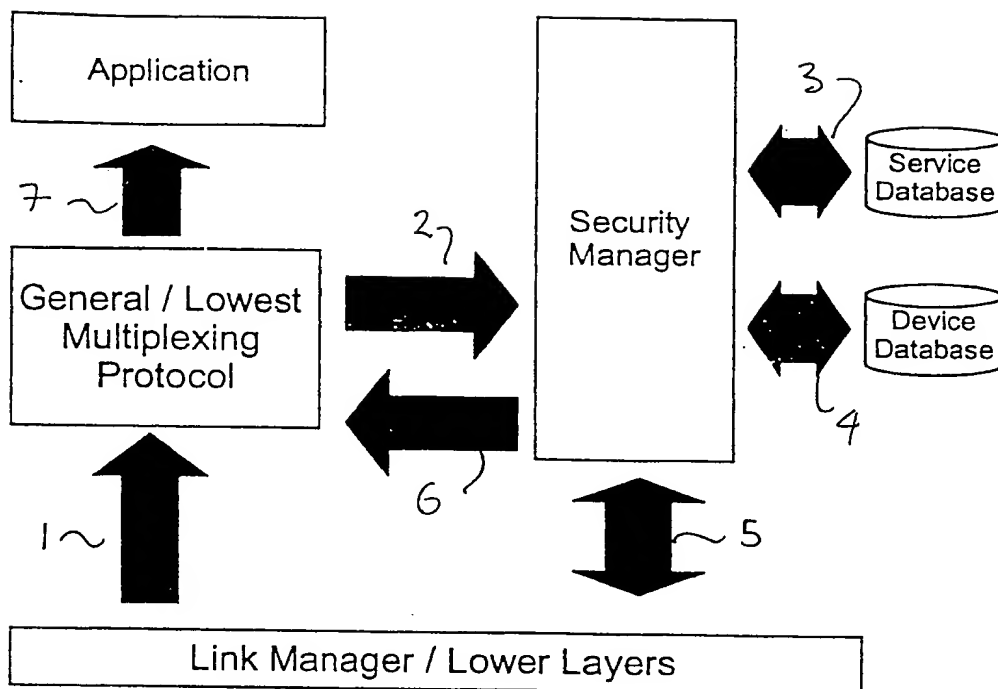 Application
7
General / Lowest
Multiplexing
Protocol
1
2
6
Security
Manager
3
Service
Database
Device
Database
4
5
Link Manager / Lower Layers